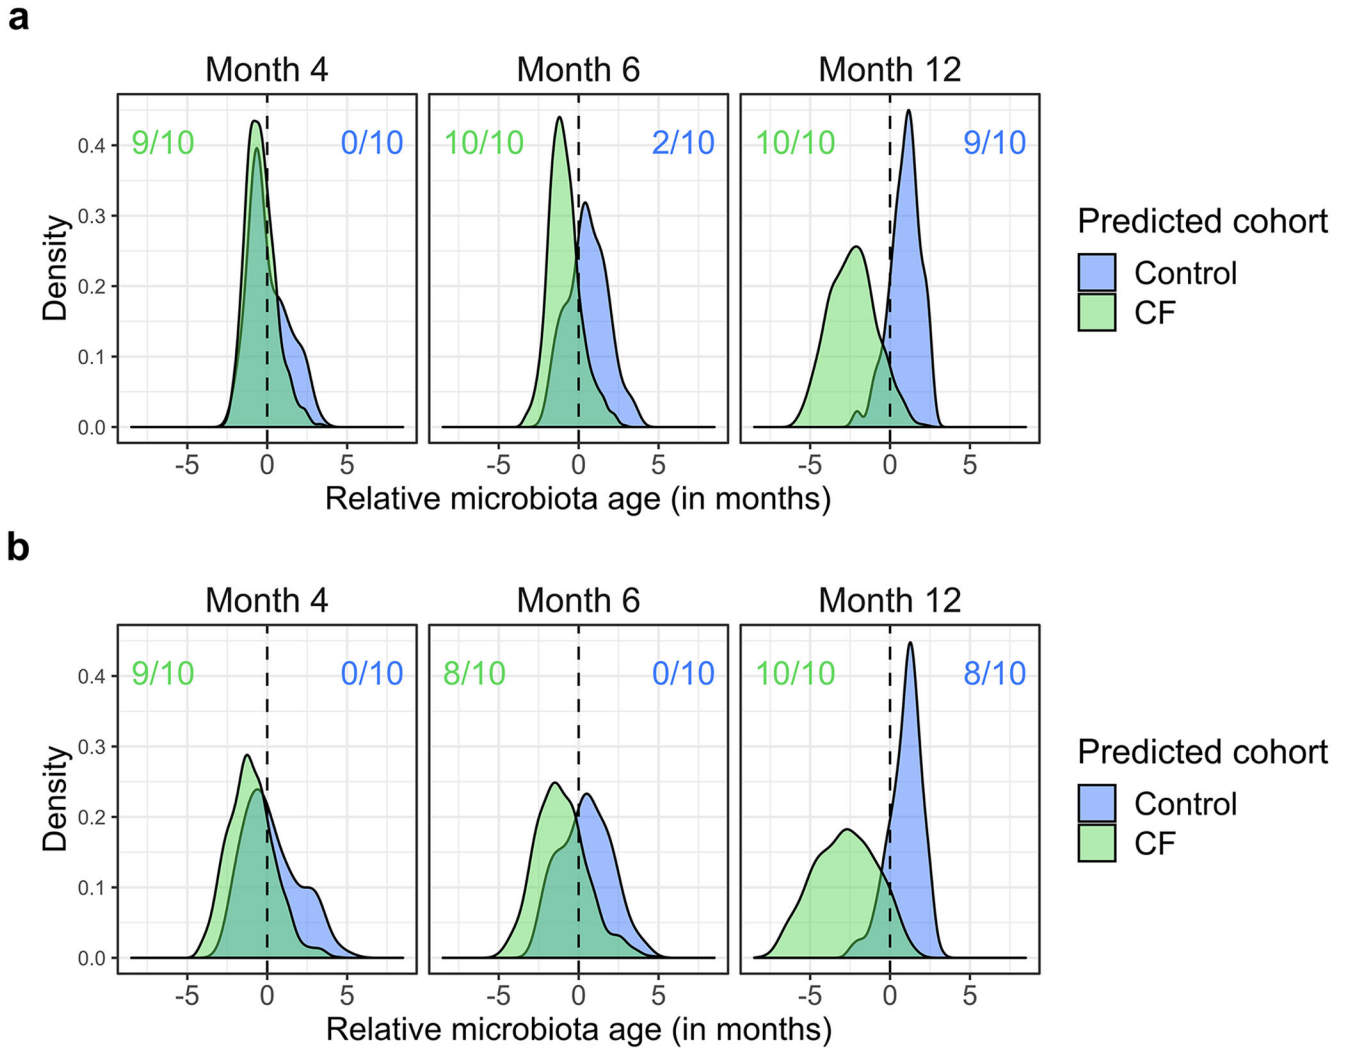 a
Month 4 Month 6 Month 12
9/10 0/10 10/10 2/10 10/10 9/10
0.4
0.3
0.2
0.1
0.0
Density
-5 0 5 -5 0 5 -5 0 5
Relative microbiota age (in months)
Predicted cohort
Control
CF
b
Month 4 Month 6 Month 12
9/10 0/10 8/10 0/10 10/10 8/10
0.4
0.3
0.2
0.1
0.0
Density
-5 0 5 -5 0 5 -5 0 5
Relative microbiota age (in months)
Predicted cohort
Control
CF